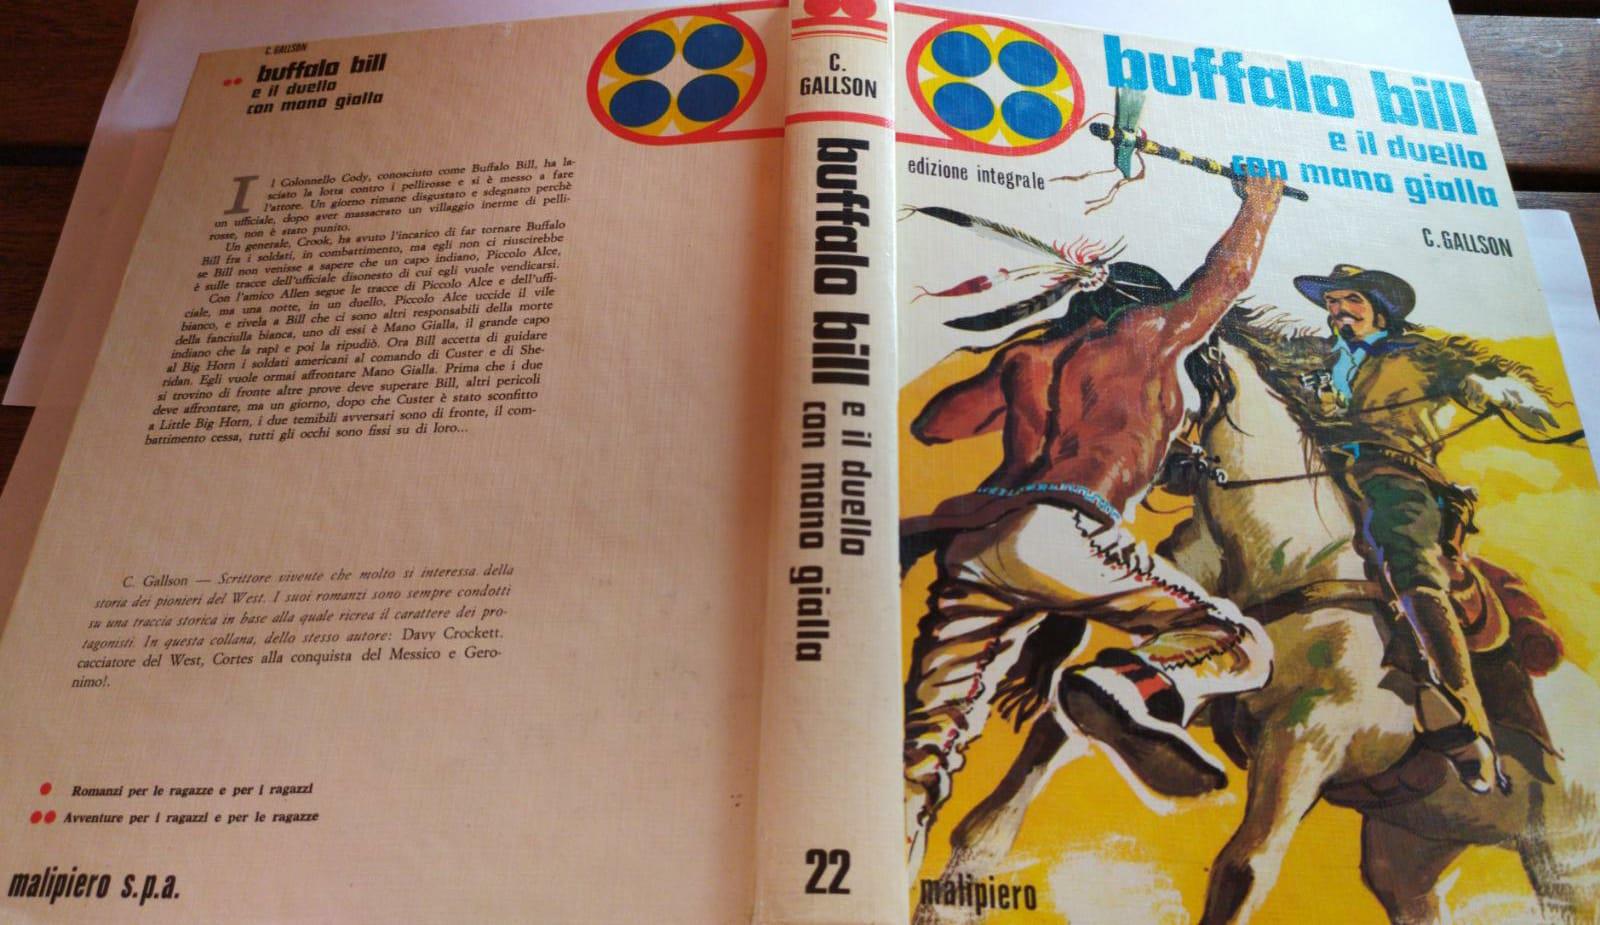 C. GALLSON
buffalo bill
e il duello
con mano gialla
Il Colonnello Cody, conosciuto come Buffalo Bill, ha la-
sciato la lotta contro i pellirosse e si è messo a fare
l'attore. Un giorno rimane disgustato e sdegnato perchè
un ufficiale, dopo aver massacrato un villaggio inerme di pelli-
rosse, non è stato punito.
Un generale, Crook, ha avuto l'incarico di far tornare Buffalo
Bill fra i soldati, in combattimento, ma egli non ci riuscirebbe
se Bill non venisse a sapere che un capo indiano, Piccolo Alce,
è sulle tracce dell'ufficiale disonesto di cui egli vuole vendicarsi.
Con l'amico Allen segue le tracce di Piccolo Alce e dell'uffi-
ciale, ma una notte, in un duello, Piccolo Alce uccide il vile
bianco, e rivela a Bill che ci sono altri responsabili della morte
della fanciulla bianca, uno di essi è Mano Gialla, il grande capo
indiano che la rapì e poi la ripudiò. Ora Bill accetta di guidare
al Big Horn i soldati americani al comando di Custer e di She-
ridan. Egli vuole ormai affrontare Mano Gialla. Prima che i due
si trovino di fronte altre prove deve superare Bill, altri pericoli
deve affrontare, ma un giorno, dopo che Custer è stato sconfitto
a Little Big Horn, i due temibili avversari sono di fronte, il com-
battimento cessa, tutti gli occhi sono fissi su di loro...
C. Gallson — Scrittore vivente che molto si interessa della
storia dei pionieri del West. I suoi romanzi sono sempre condotti
su una traccia storica in base alla quale ricrea il carattere dei pro-
tagonisti. In questa collana, dello stesso autore: Davy Crockett.
cacciatore del West, Cortes alla conquista del Messico e Gero-
nimo!.
Romanzi per le ragazze e per i ragazzi
Avventure per i ragazzi e per le ragazze
malipiero s.p.a.
C.
GALLSON
buffalo bill
e il duello
con mano gialla
22
buffalo bill
e il duello
con mano gialla
edizione integrale
C. GALLSON
malipiero